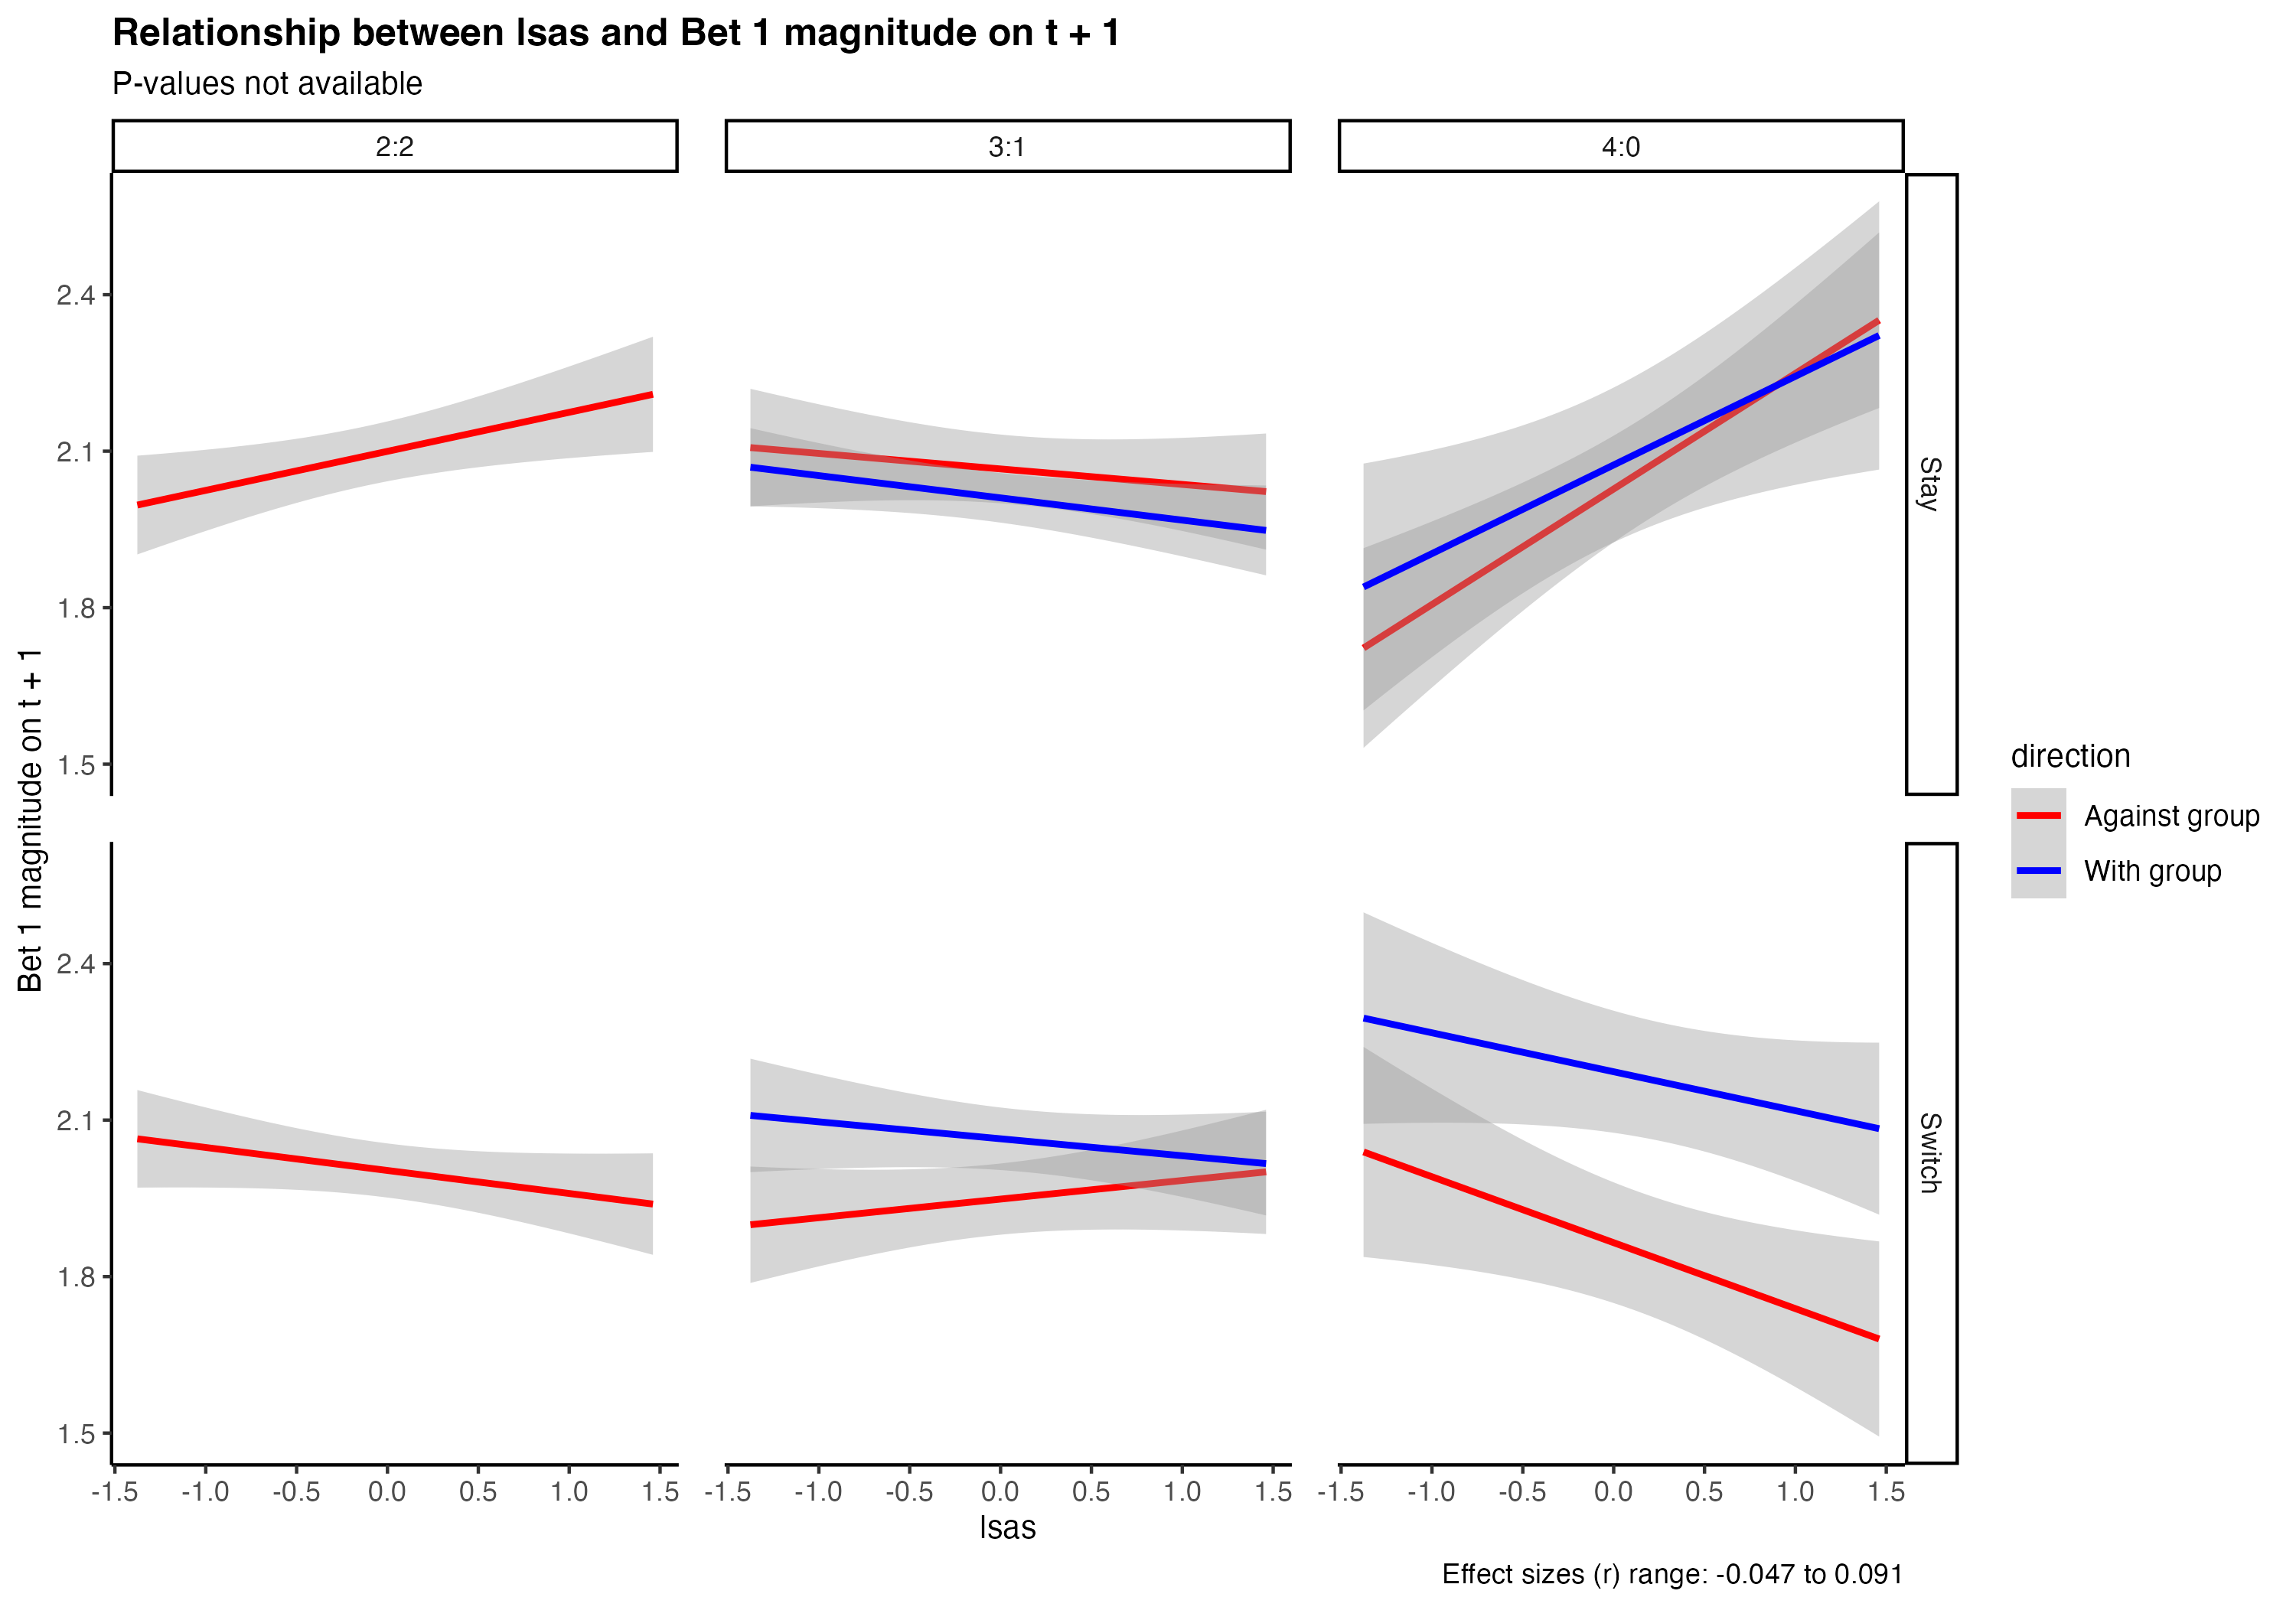 Relationship between lsas and Bet 1 magnitude on t + 1
P-values not available
2:2 3:1 4:0
2.4
2.1
1.8
1.5
Stay
Bet 1 magnitude on t + 1
direction
Against group
With group
2.4
2.1
1.8
1.5
Switch
-1.5 -1.0 -0.5 0.0 0.5 1.0 1.5 -1.5 -1.0 -0.5 0.0 0.5 1.0 1.5 -1.5 -1.0 -0.5 0.0 0.5 1.0 1.5
lsas
Effect sizes (r) range: -0.047 to 0.091